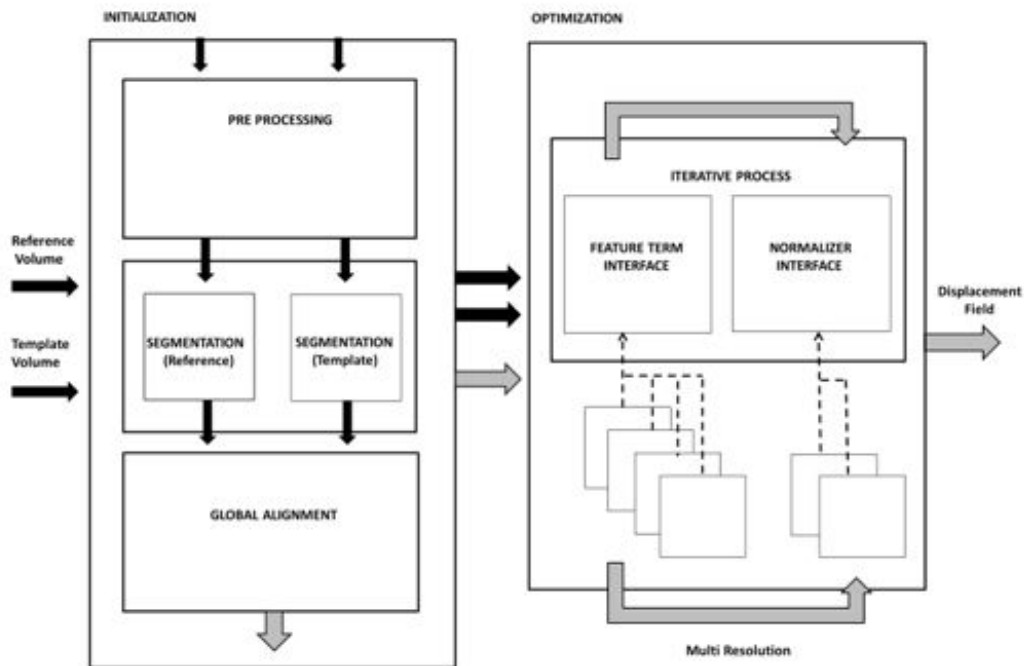 INITIALIZATION
PRE PROCESSING
Reference
Volume
Template
Volume
SEGMENTATION
(Reference)
SEGMENTATION
(Template)
GLOBAL ALIGNMENT
OPTIMIZATION
ITERATIVE PROCESS
FEATURE TERM
INTERFACE
NORMALIZER
INTERFACE
Displacement
Field
Multi Resolution